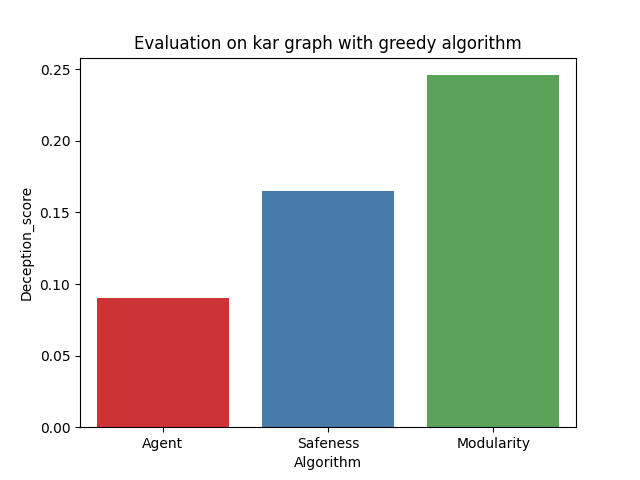 Evaluation on kar graph with greedy algorithm
Deception_score
0.25
0.20
0.15
0.10
0.05
0.00
Agent
Safeness
Modularity
Algorithm